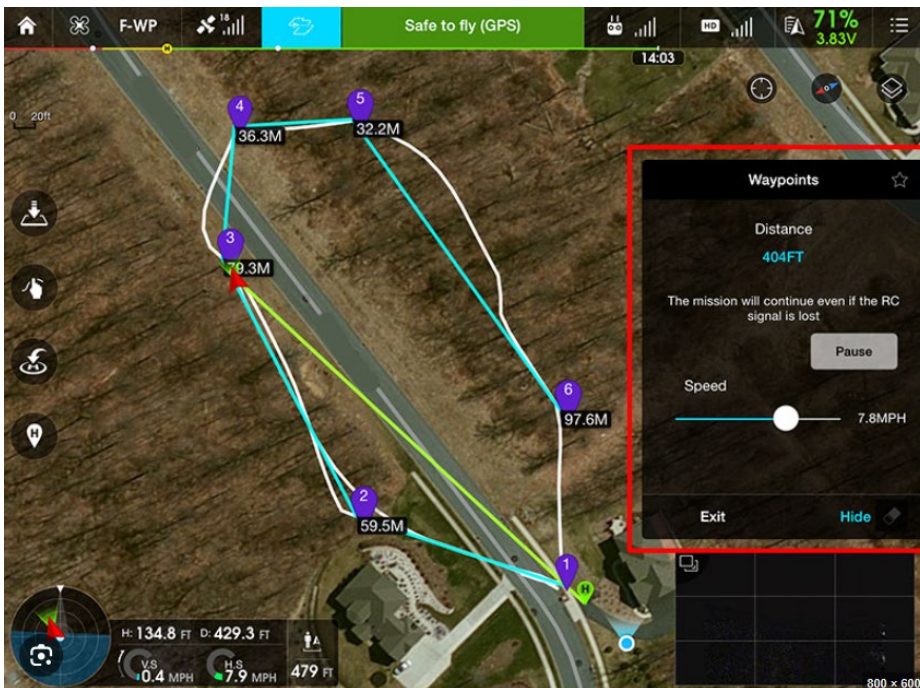 F-WP
18
Safe to fly (GPS)
HD
71%
3.83V
H
14:03
0 20ft
4
36.3M
5
32.2M
3
79.3M
6
97.6M
2
59.5M
1
H
H
Waypoints
Distance
404FT
The mission will continue even if the RC
signal is lost
Pause
Speed
7.8MPH
Exit
Hide
H: 134.8 FT D: 429.3 FT
V.S
0.4 MPH
H.S
7.9 MPH
479 FT
800 × 600